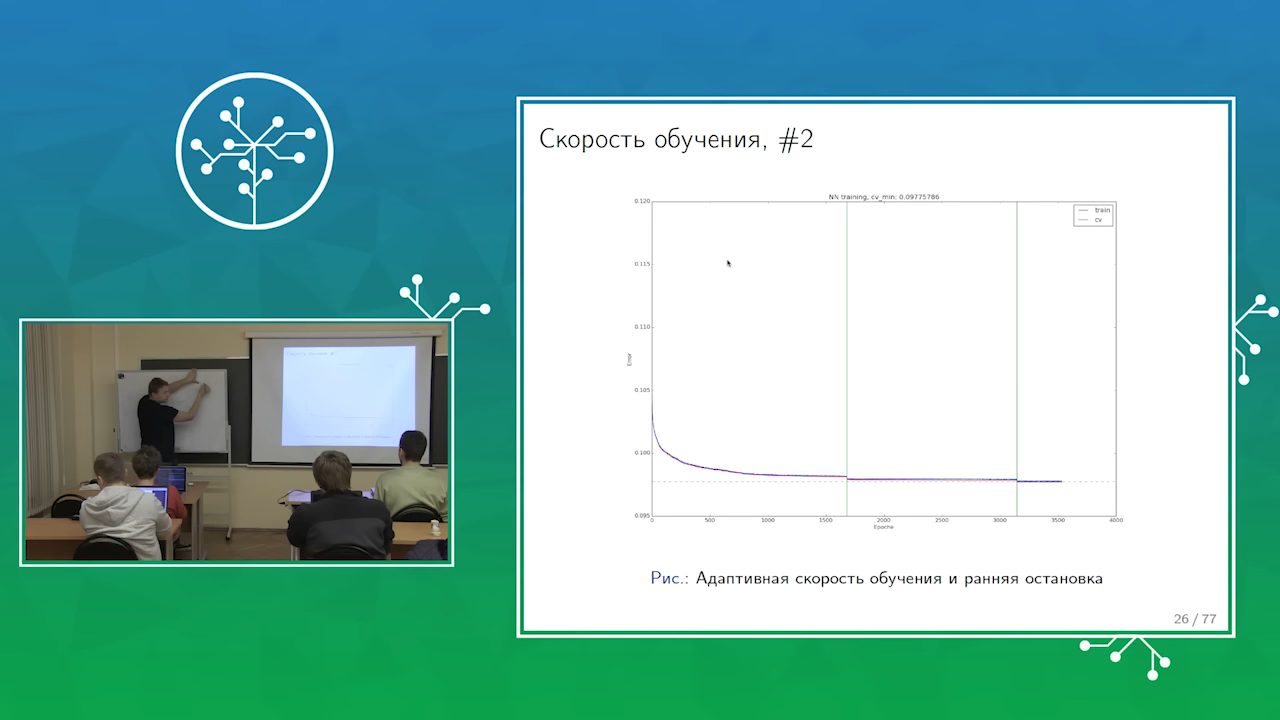 Скорость обучения, #2
NN training, cv_min: 0.09775786
0.120
0.115
0.110
0.105
0.100
0.095
Error
train
cv
0 500 1000 1500 2000 2500 3000 3500 4000
Epochs
Рис.: Адаптивная скорость обучения и ранняя остановка
26 / 77